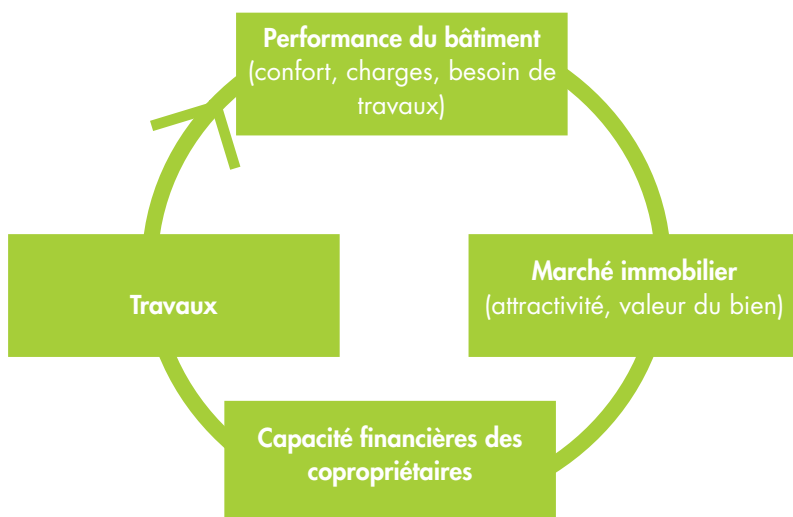 Performance du bâtiment
(confort, charges, besoin de
travaux)
Travaux
Marché immobilier
(attractivité, valeur du bien)
Capacité financières des
copropriétaires